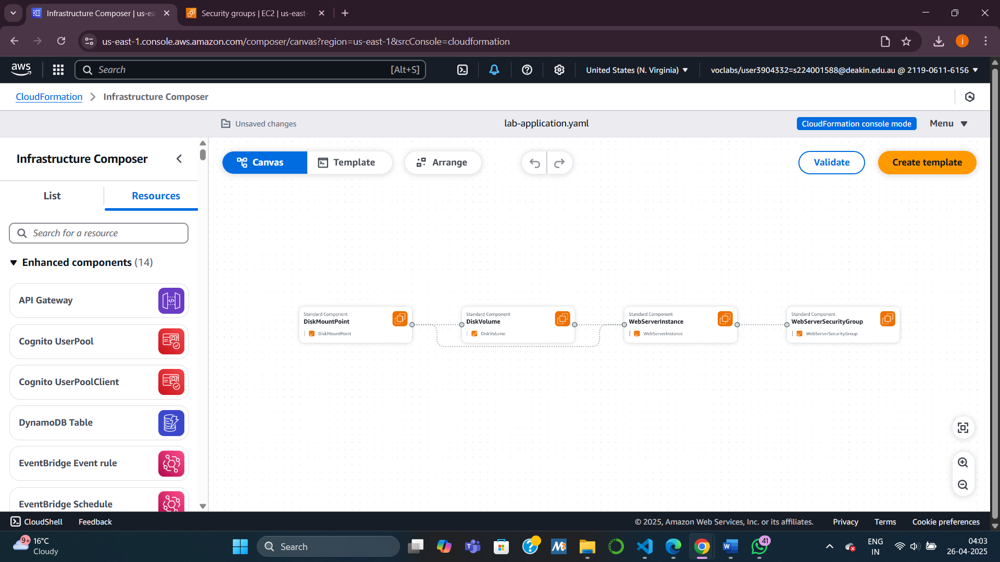 Infrastructure Composer | us-ea
Security groups | EC2 | us-east-
us-east-1.console.aws.amazon.com/composer/canvas?region=us-east-1&srcConsole=cloudformation
j
aws
Search
[Alt+S]
United States (N. Virginia)
voclabs/user3904332=s224001588@deakin.edu.au @ 2119-0611-6156
CloudFormation
Infrastructure Composer
Unsaved changes
lab-application.yaml
CloudFormation console mode
Menu
Infrastructure Composer
Canvas
Template
Arrange
Validate
Create template
List
Resources
Search for a resource
Enhanced components (14)
API Gateway
Cognito UserPool
Cognito UserPoolClient
DynamoDB Table
EventBridge Event rule
EventBridge Schedule
Standard Component
DiskMountPoint
DiskMountPoint
Standard Component
DiskVolume
DiskVolume
Standard Component
WebServerInstance
WebServerInstance
Standard Component
WebServerSecurityGroup
WebServerSecurityGroup
CloudShell
Feedback
© 2025, Amazon Web Services, Inc. or its affiliates.
Privacy
Terms
Cookie preferences
9+
16°C
Cloudy
Search
41
ENG
IN
04:03
26-04-2025